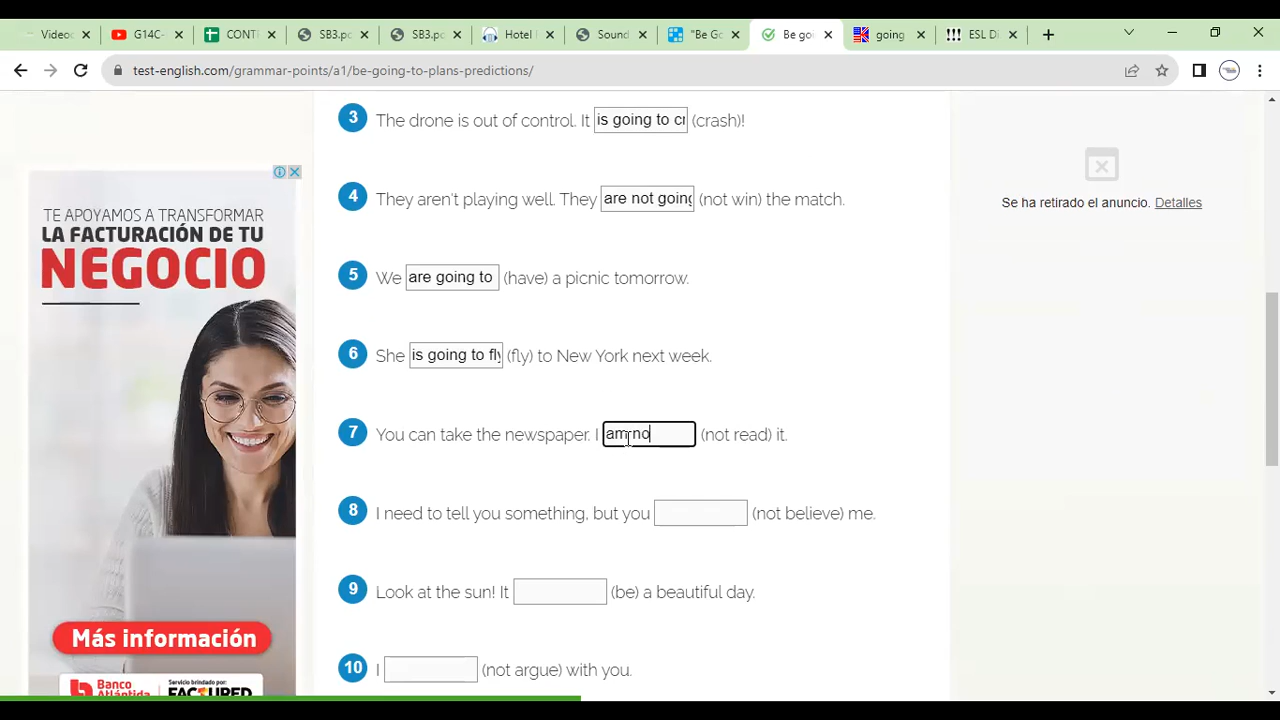 Videoc
G14C-
CONT
SB3.pc
SB3.pc
Hotel
Sound
"Be Go
Be goi
going
!!! ESL Di
test-english.com/grammar-points/a1/be-going-to-plans-predictions/
3 The drone is out of control. It is going to cr (crash)!
4 They aren't playing well. They are not going (not win) the match.
5 We are going to (have) a picnic tomorrow.
6 She is going to fly (fly) to New York next week.
7 You can take the newspaper. I am no (not read) it.
8 I need to tell you something, but you (not believe) me.
9 Look at the sun! It (be) a beautiful day.
10 I (not argue) with you.
TE APOYAMOS A TRANSFORMAR
LA FACTURACIÓN DE TU
NEGOCIO
Más información
Banco
Atlántida
Servicio brindado por:
FACTURED
Se ha retirado el anuncio. Detalles